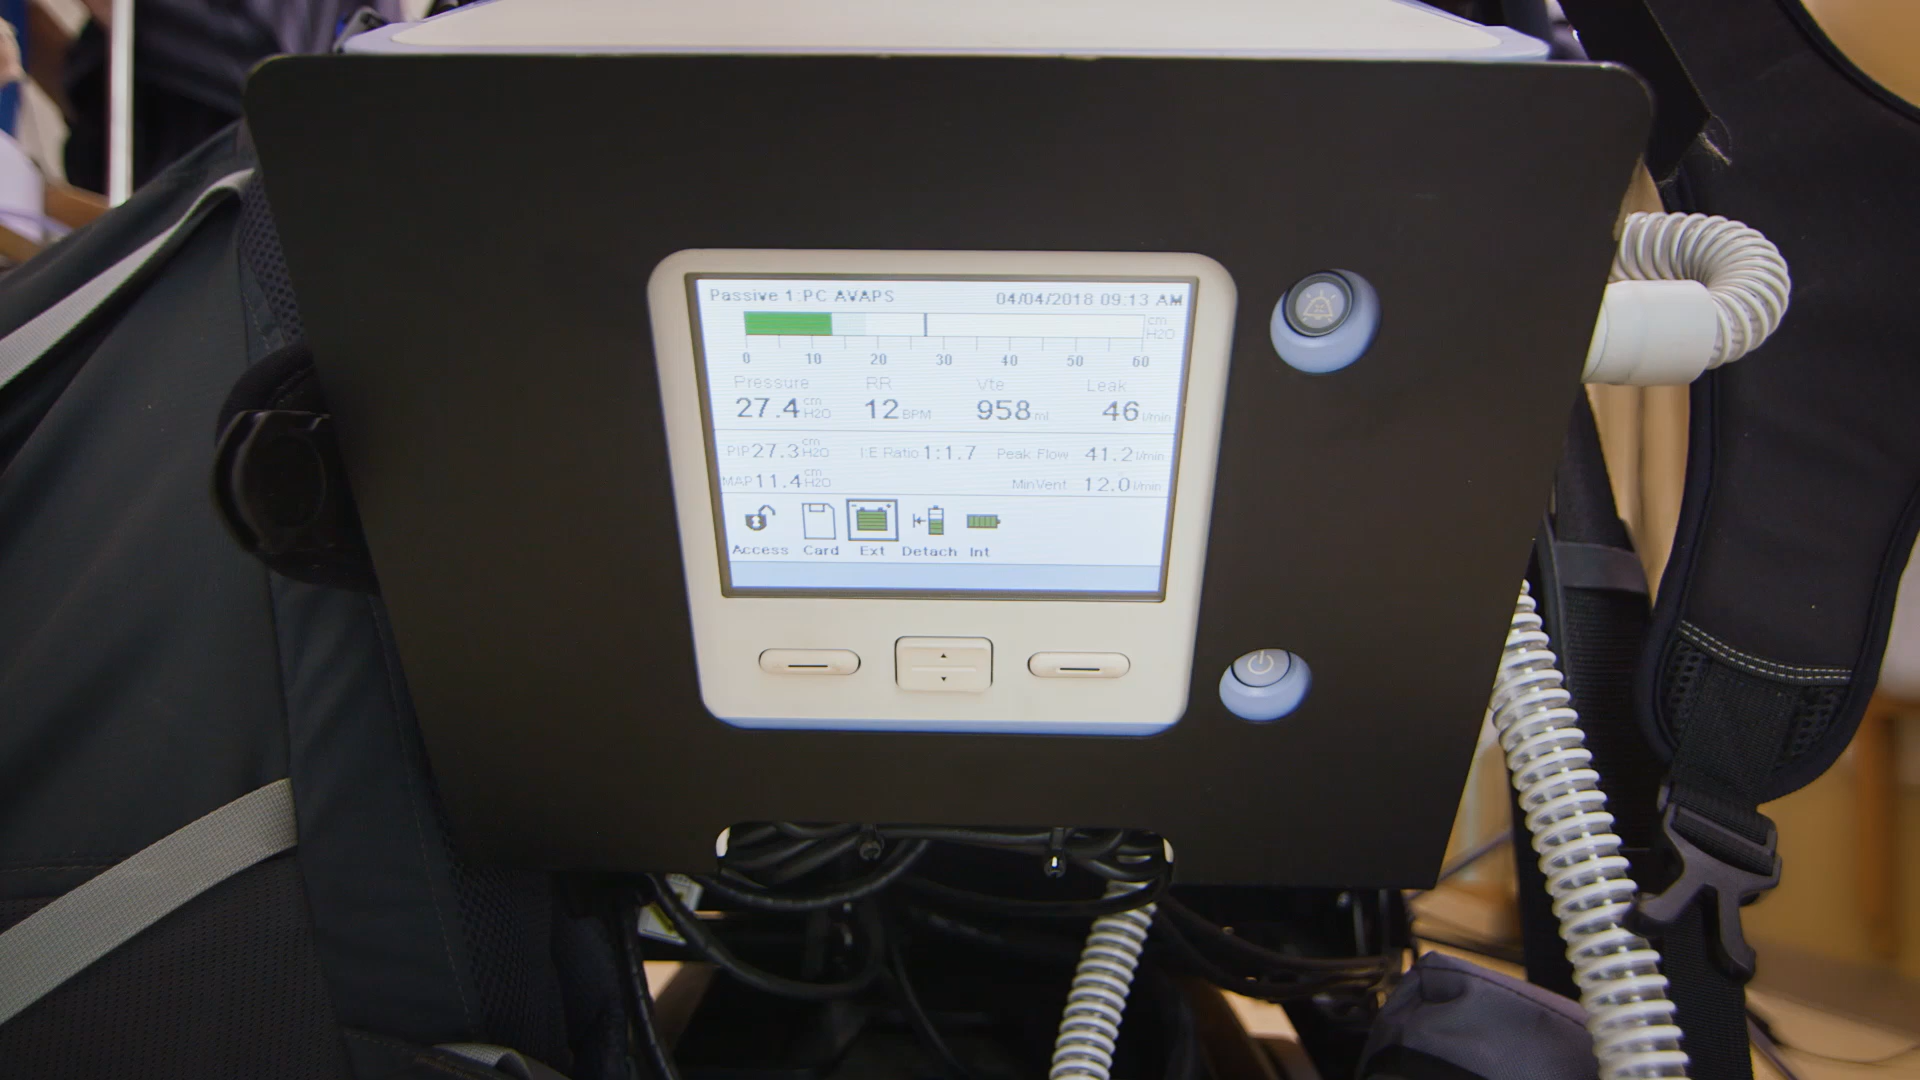 Passive 1:PC AVAPS 04/04/2018 09:13 AM
cm H2O
0 10 20 30 40 50 60
Pressure RR Vte Leak
27.4 cm H2O 12 BPM 958 ml 46 l/min
PIP 27.3 cm H2O I:E Ratio 1:1.7 Peak Flow 41.2 l/min
MAP 11.4 cm H2O MinVent 12.0 l/min
Access Card Ext Detach Int